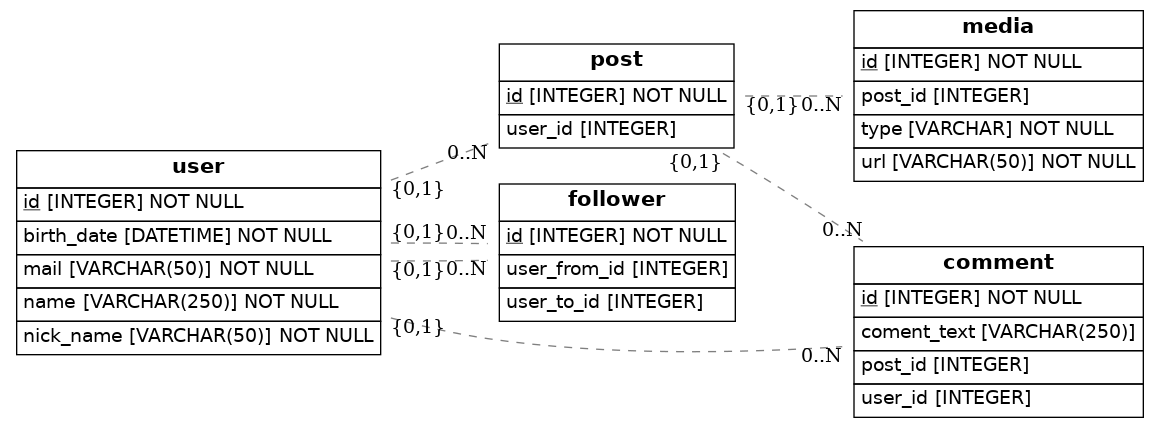 user
id [INTEGER] NOT NULL
birth_date [DATETIME] NOT NULL
mail [VARCHAR(50)] NOT NULL
name [VARCHAR(250)] NOT NULL
nick_name [VARCHAR(50)] NOT NULL
0..N
{0,1}
{0,1}
0..N
{0,1}
0..N
{0,1}
0..N
post
id [INTEGER] NOT NULL
user_id [INTEGER]
{0,1}
0..N
{0,1}
0..N
follower
id [INTEGER] NOT NULL
user_from_id [INTEGER]
user_to_id [INTEGER]
media
id [INTEGER] NOT NULL
post_id [INTEGER]
type [VARCHAR] NOT NULL
url [VARCHAR(50)] NOT NULL
comment
id [INTEGER] NOT NULL
coment_text [VARCHAR(250)]
post_id [INTEGER]
user_id [INTEGER]